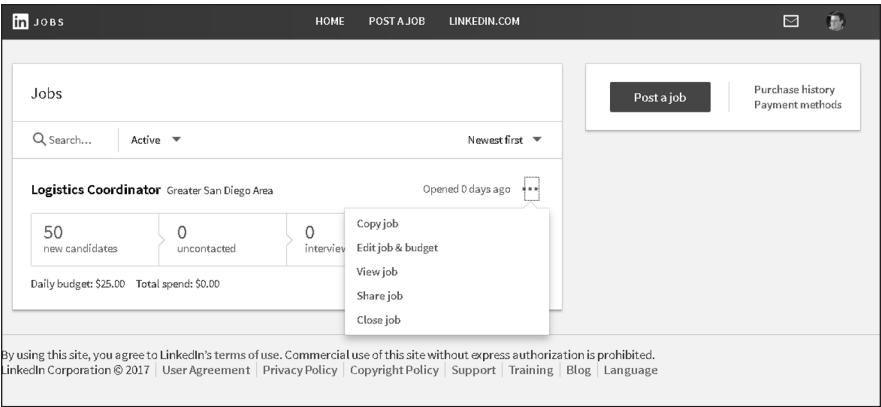 in JOBS HOME POST A JOB LINKEDIN.COM
Jobs
Post a job
Purchase history
Payment methods
Search... Active Newest first
Logistics Coordinator Greater San Diego Area Opened 0 days ago
50 0 0
new candidates uncontacted
Daily budget: $25.00 Total spend: $0.00
Copy job
Edit job & budget
View job
Share job
Close job
By using this site, you agree to LinkedIn's terms of use. Commercial use of this site without express authorization is prohibited.
LinkedIn Corporation © 2017 User Agreement Privacy Policy Copyright Policy Support Training Blog Language